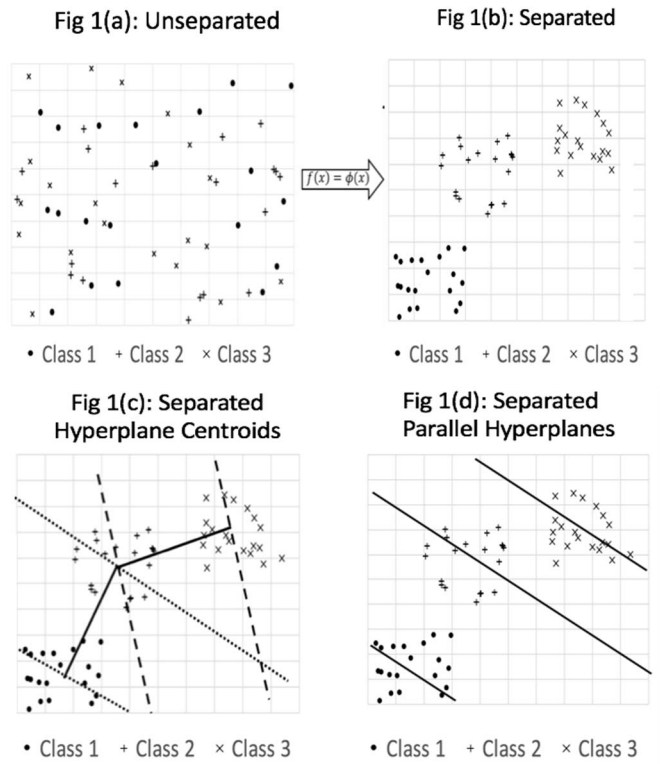 Fig 1(a): Unseparated
Fig 1(b): Separated
f(x) = ϕ(x)
• Class 1 + Class 2 × Class 3
• Class 1 + Class 2 × Class 3
Fig 1(c): Separated
Hyperplane Centroids
Fig 1(d): Separated
Parallel Hyperplanes
• Class 1 + Class 2 × Class 3
• Class 1 + Class 2 × Class 3